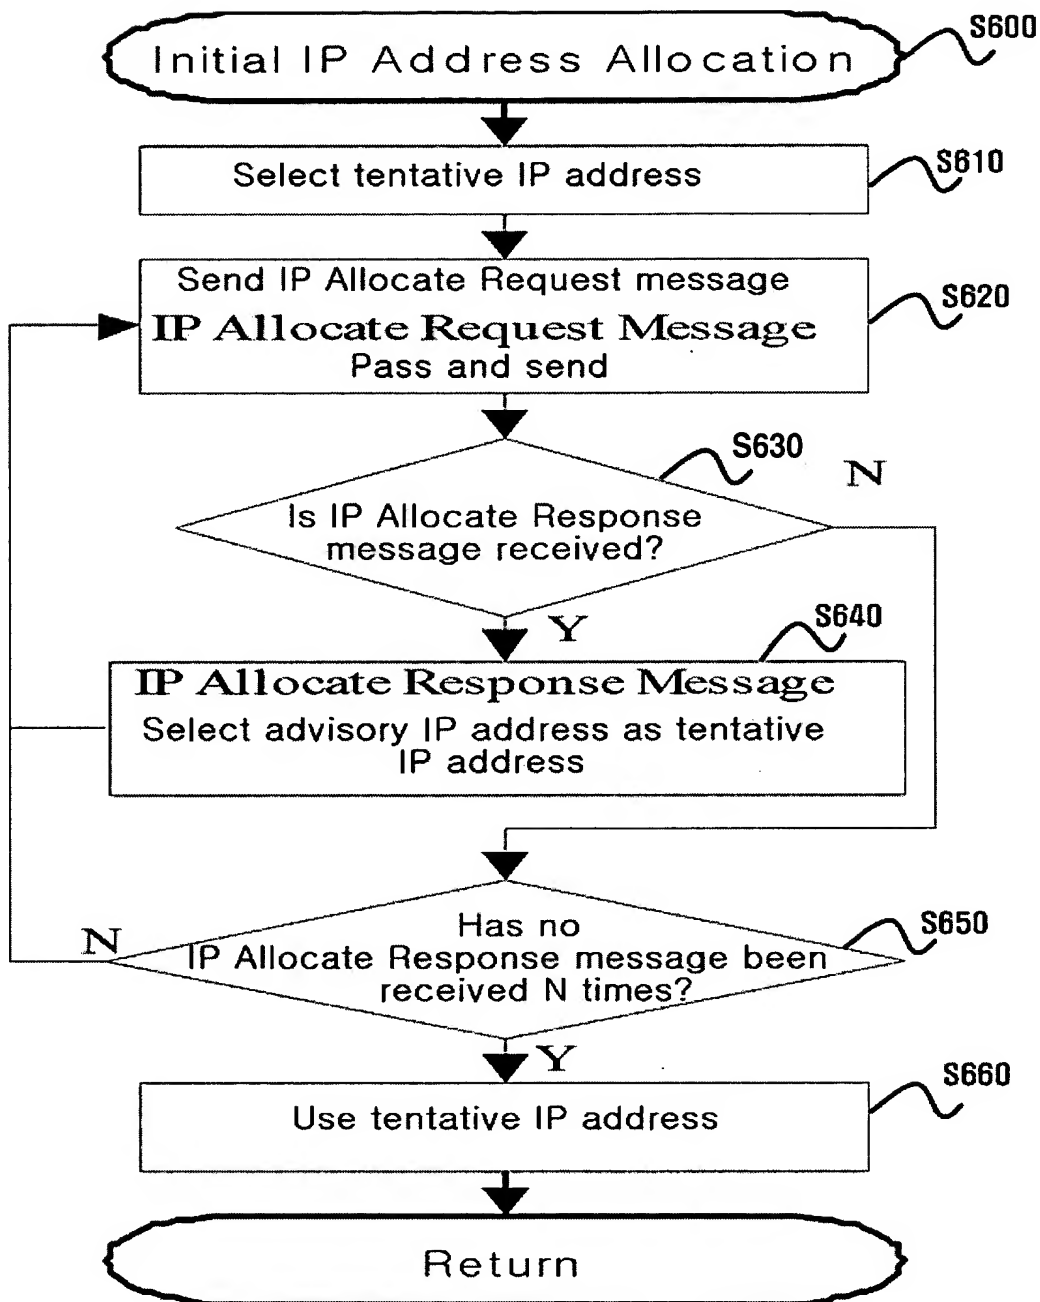 S600
Initial IP Address Allocation
S610
Select tentative IP address
Send IP Allocate Request message
S620
IP Allocate Request Message
Pass and send
S630
N
Is IP Allocate Response
message received?
Y
S640
IP Allocate Response Message
Select advisory IP address as tentative
IP address
N
Has no
S650
IP Allocate Response message been
received N times?
Y
S660
Use tentative IP address
Return